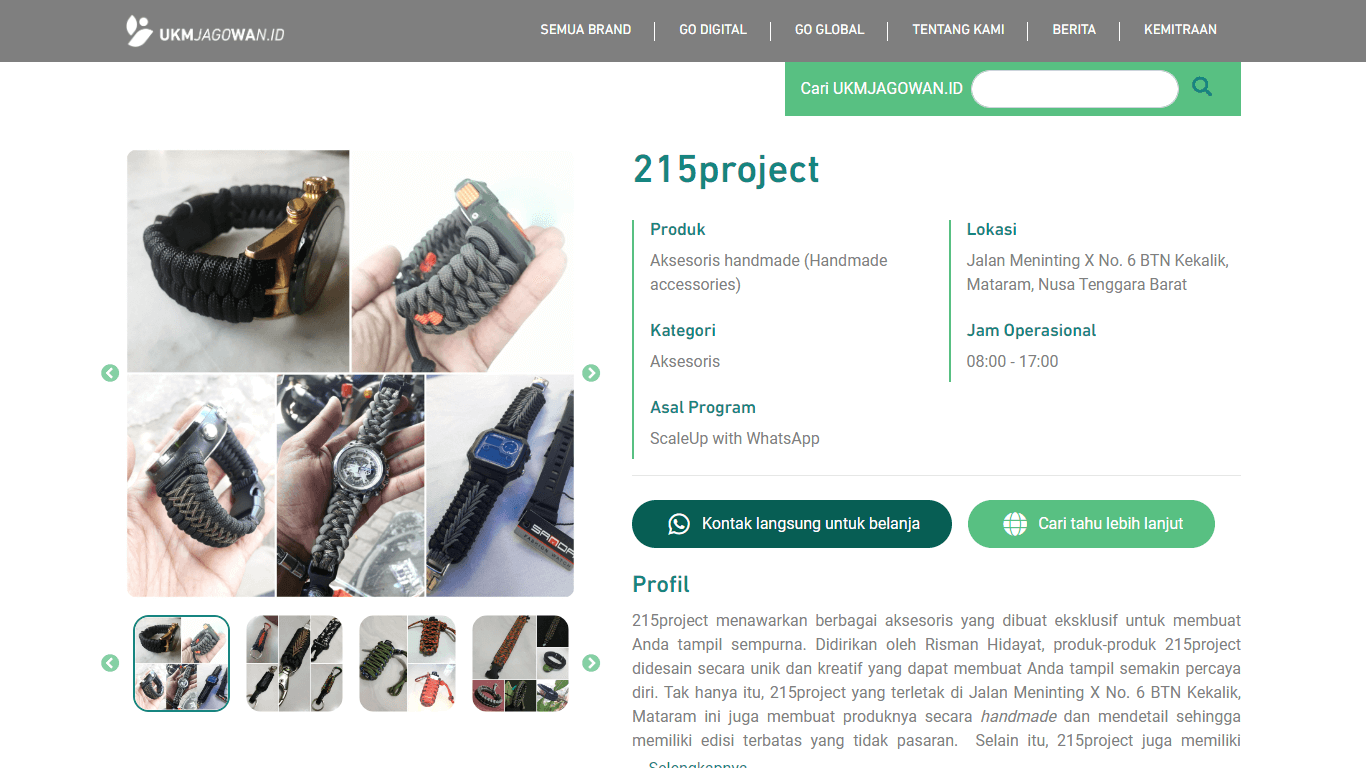 UKMJAGOWAN.ID
SEMUA BRAND
GO DIGITAL
GO GLOBAL
TENTANG KAMI
BERITA
KEMITRAAN
Cari UKMJAGOWAN.ID
215project
Produk
Aksesoris handmade (Handmade
accessories)
Kategori
Aksesoris
Asal Program
ScaleUp with WhatsApp
Lokasi
Jalan Meninting X No. 6 BTN Kekalik,
Mataram, Nusa Tenggara Barat
Jam Operasional
08:00 - 17:00
Kontak langsung untuk belanja
Cari tahu lebih lanjut
Profil
215project menawarkan berbagai aksesoris yang dibuat eksklusif untuk membuat
Anda tampil sempurna. Didirikan oleh Risman Hidayat, produk-produk 215project
didesain secara unik dan kreatif yang dapat membuat Anda tampil semakin percaya
diri. Tak hanya itu, 215project yang terletak di Jalan Meninting X No. 6 BTN Kekalik,
Mataram ini juga membuat produknya secara handmade dan mendetail sehingga
memiliki edisi terbatas yang tidak pasaran. Selain itu, 215project juga memiliki
... Selengkapnya